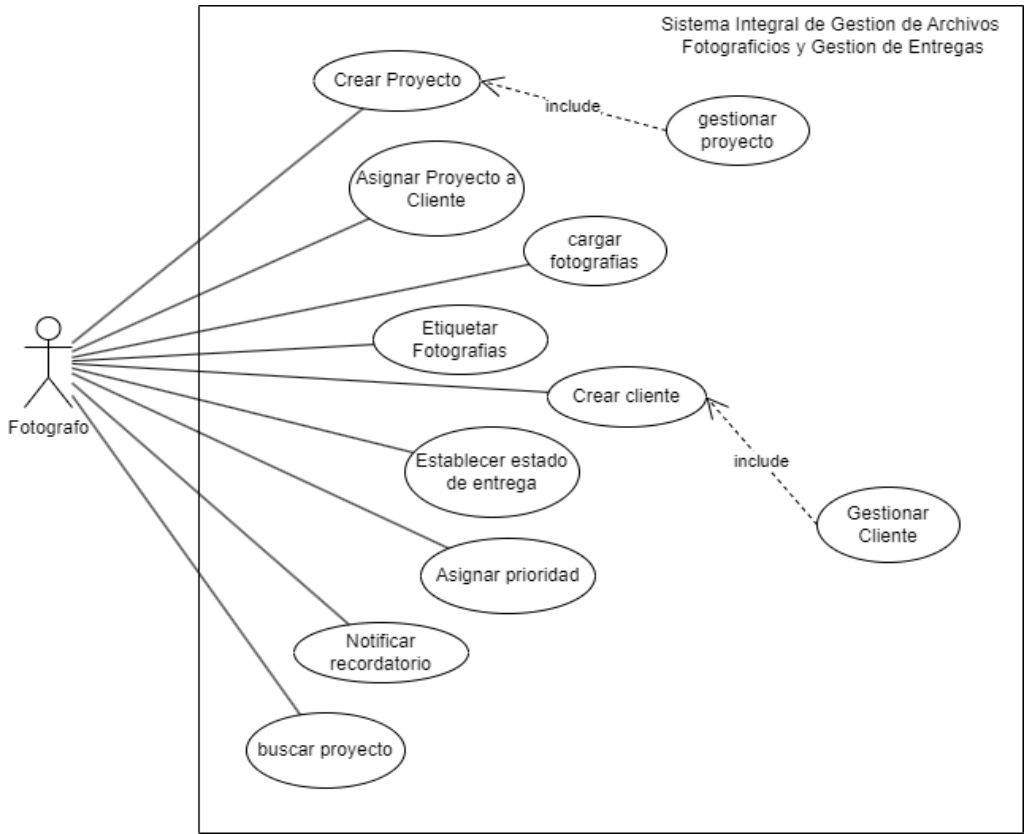 Sistema Integral de Gestion de Archivos
Fotograficios y Gestion de Entregas
Crear Proyecto
include
gestionar
proyecto
Asignar Proyecto a
Cliente
cargar
fotografias
Etiquetar
Fotografias
Crear cliente
Fotografo
include
Establecer estado
de entrega
Gestionar
Cliente
Asignar prioridad
Notificar
recordatorio
buscar proyecto